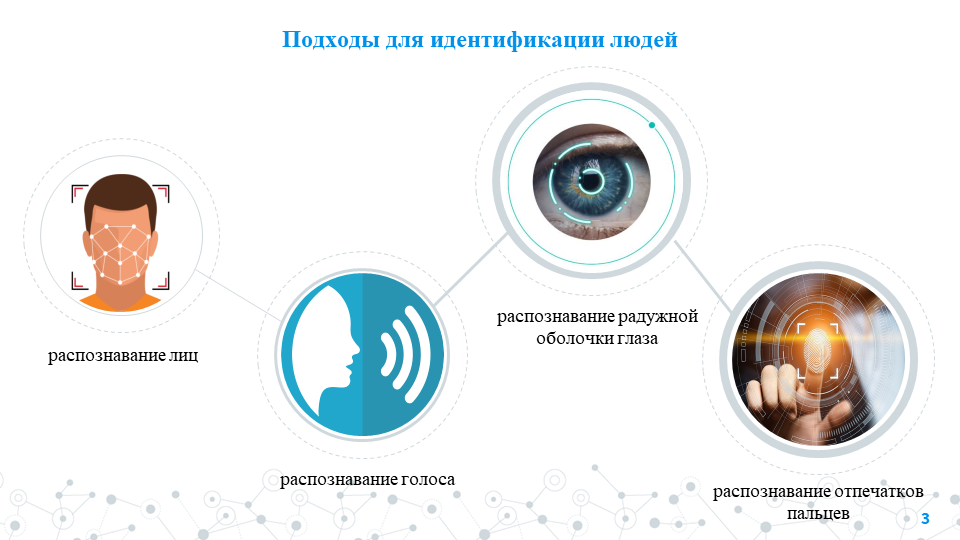 Подходы для идентификации людей
распознавание лиц
распознавание голоса
распознавание радужной
оболочки глаза
распознавание отпечатков
пальцев
3